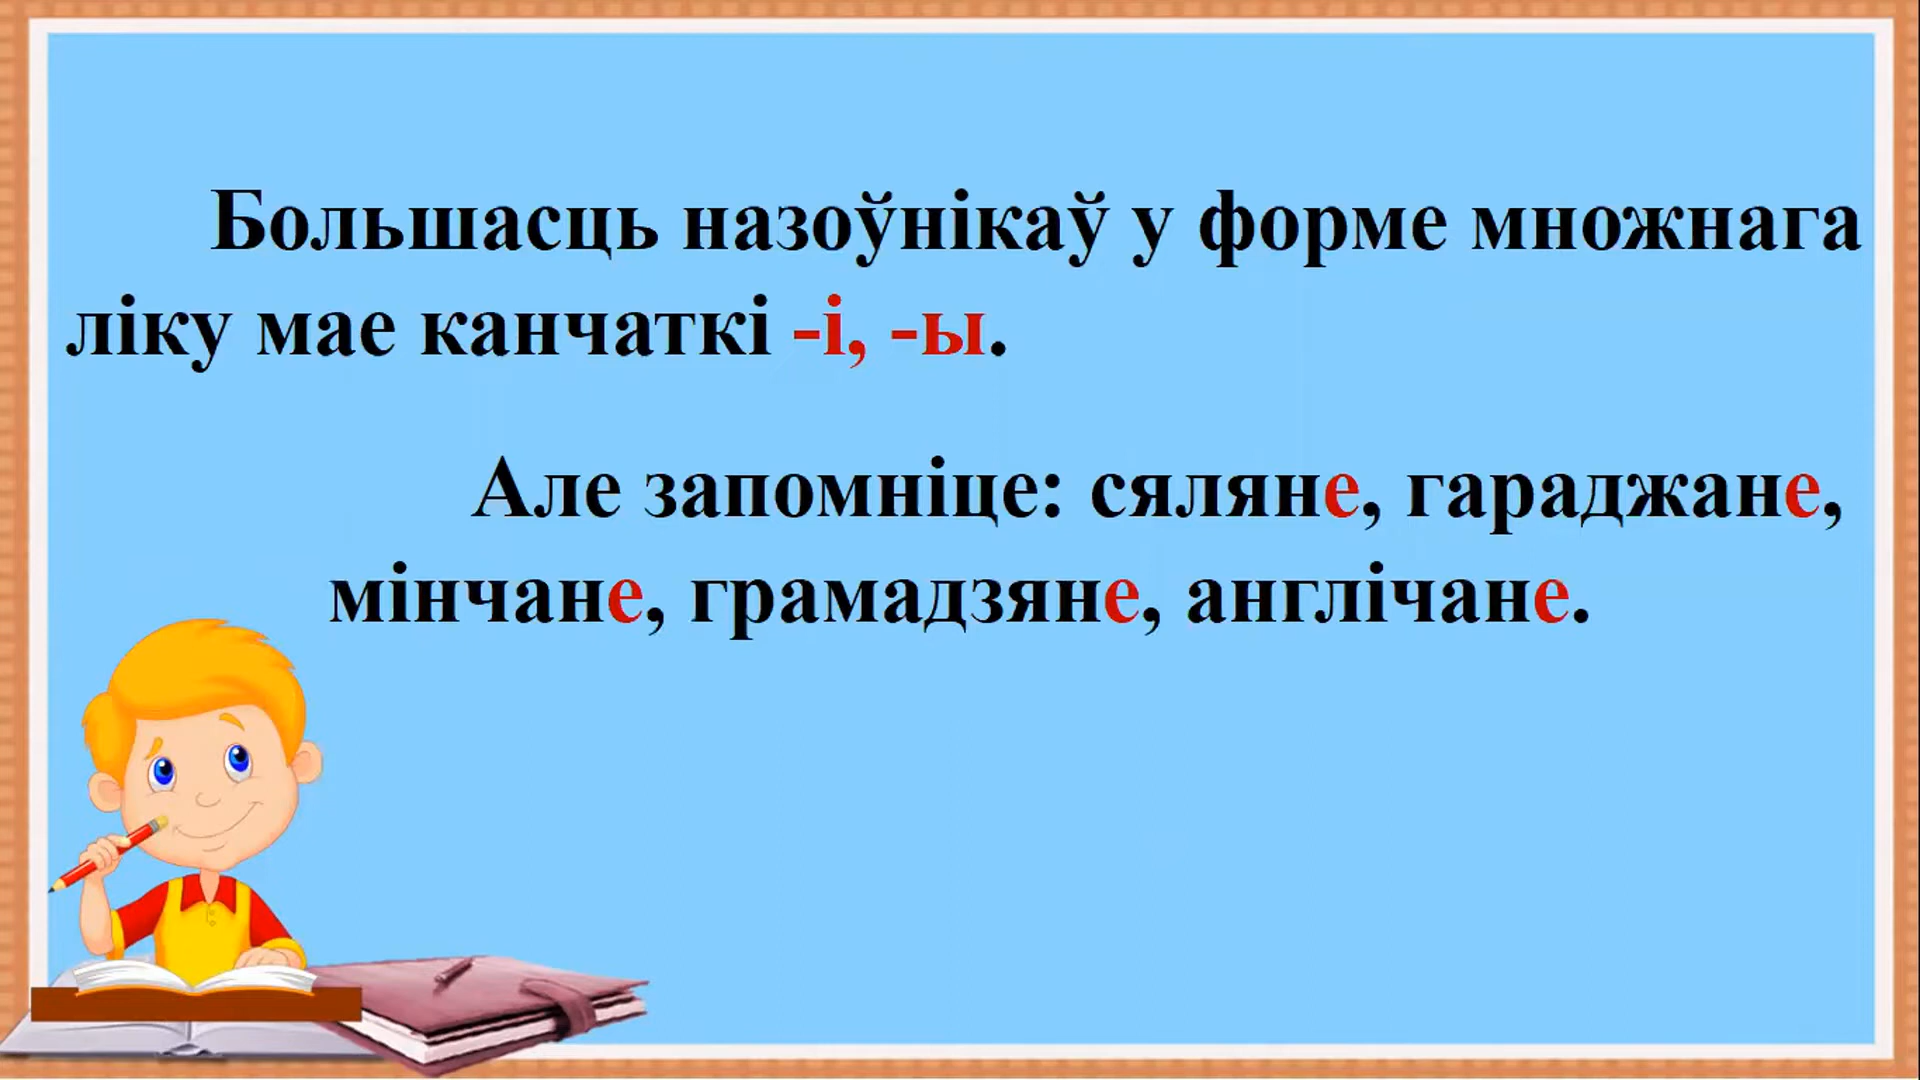 Большасць назоўнікаў у форме множнага
ліку мае канчаткі -і, -ы.
Але запомніце: сяляне, гараджане,
мінчане, грамадзяне, англічане.